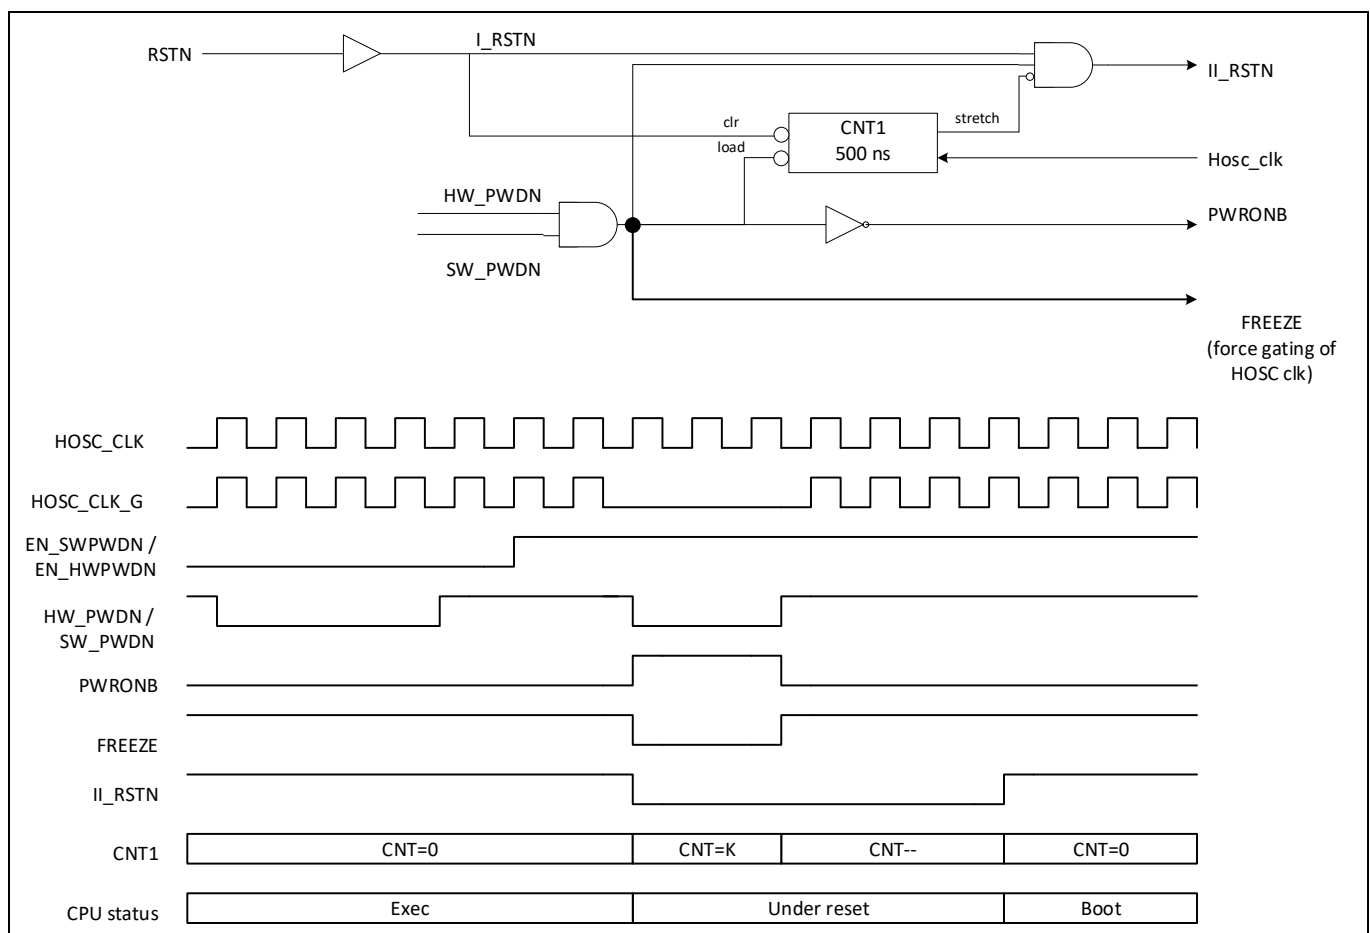 RSTN
I_RSTN
II_RSTN
clr
load
CNT1
500 ns
stretch
Hosc_clk
HW_PWDN
SW_PWDN
PWRONB
FREEZE
(force gating of
HOSC clk)
HOSC_CLK
HOSC_CLK_G
EN_SWPWDN /
EN_HWPWDN
HW_PWDN /
SW_PWDN
PWRONB
FREEZE
II_RSTN
CNT1 CNT=0 CNT=K CNT-- CNT=0
CPU status Exec Under reset Boot